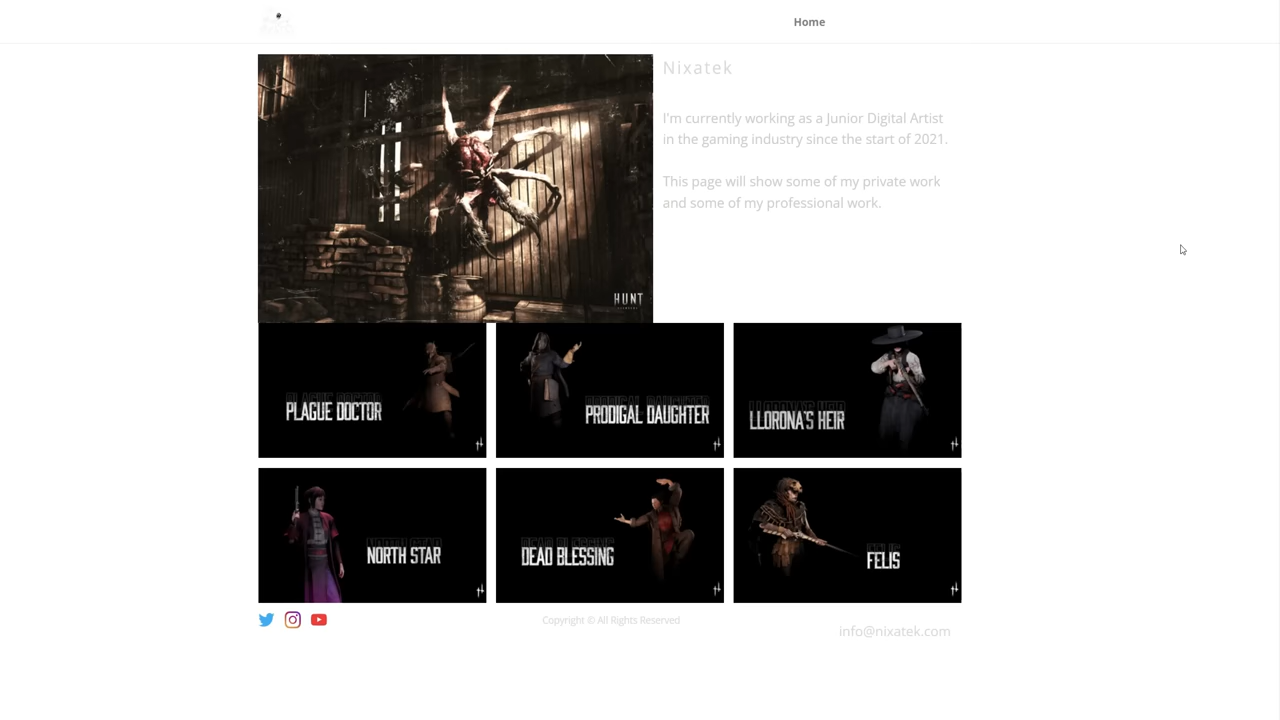 Home
Nixatek
I'm currently working as a Junior Digital Artist
in the gaming industry since the start of 2021.
This page will show some of my private work
and some of my professional work.
HUNT
PLAGUE DOCTOR
PRODIGAL DAUGHTER
LLORONA'S HEIR
NORTH STAR
DEAD BLESSING
FELIS
Copyright © All Rights Reserved
info@nixatek.com